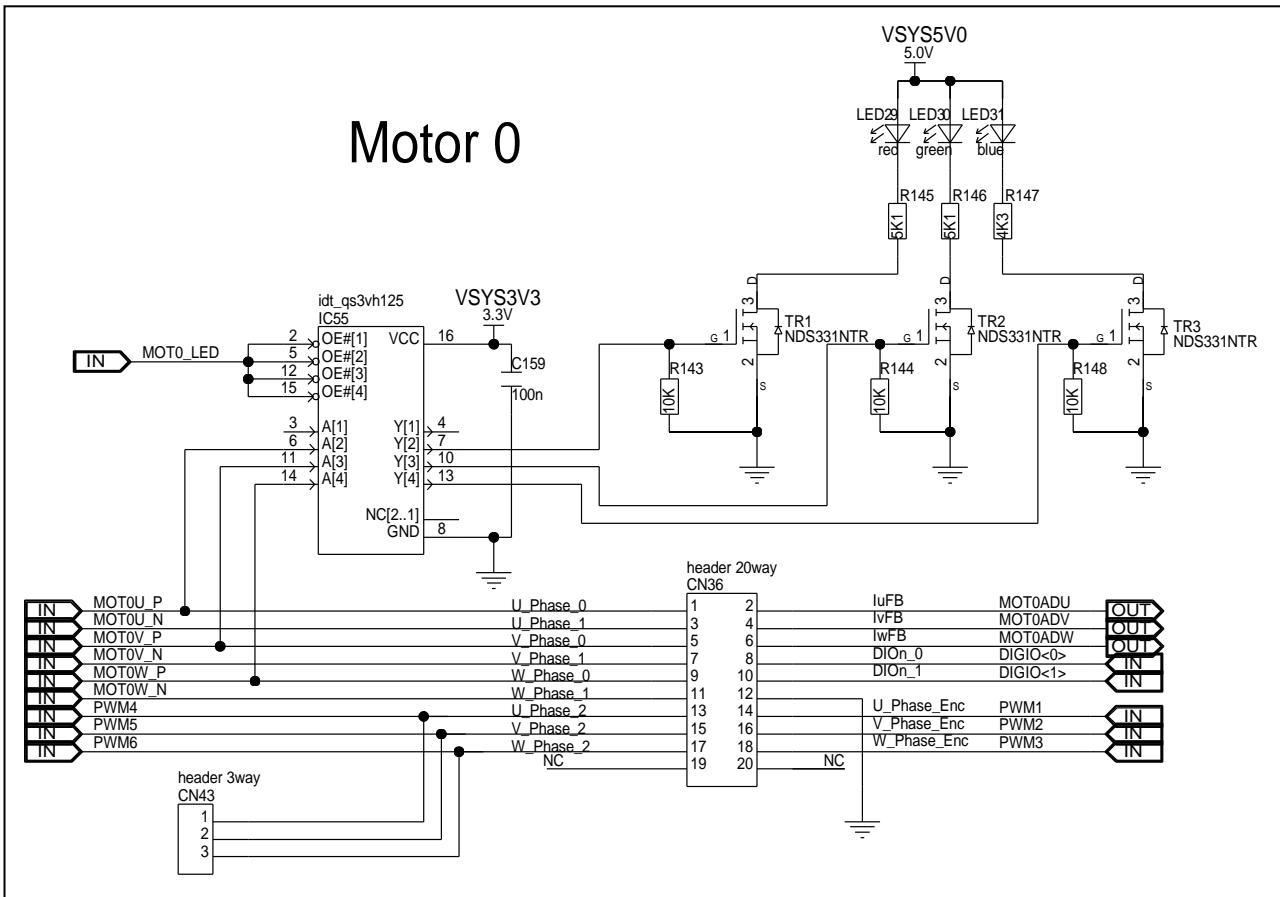 VSYS5V0
5.0V
Motor 0
LED29 LED30 LED31
red green blue
R145 R146 R147
5K1 5K1 4K3
idt_qs3vh125
IC55
VSYS3V3
3.3V
IN MOT0_LED
2 OE#[1] VCC 16
5 OE#[2]
12 OE#[3]
15 OE#[4]
C159
100n
D 3 D 3 D 3
G 1 TR1 G 1 TR2 G 1 TR3
NDS331NTR NDS331NTR NDS331NTR
2 2 2
R143 R144 R148
S S S
10K 10K 10K
3 A[1] Y[1] 4
6 A[2] Y[2] 7
11 A[3] Y[3] 10
14 A[4] Y[4] 13
NC[2..1]
GND 8
header 20way
CN36
IN MOT0U_P U_Phase_0 1 2 IuFB MOT0ADU OUT
IN MOT0U_N U_Phase_1 3 4 IvFB MOT0ADV OUT
IN MOT0V_P V_Phase_0 5 6 IwFB MOT0ADW OUT
IN MOT0V_N V_Phase_1 7 8 DIOn_0 DIGIO<0> IN
IN MOT0W_P W_Phase_0 9 10 DIOn_1 DIGIO<1> IN
IN MOT0W_N W_Phase_1 11 12
IN PWM4 U_Phase_2 13 14 U_Phase_Enc PWM1 IN
IN PWM5 V_Phase_2 15 16 V_Phase_Enc PWM2 IN
IN PWM6 W_Phase_2 17 18 W_Phase_Enc PWM3 IN
NC 19 20 NC
header 3way
CN43
1
2
3